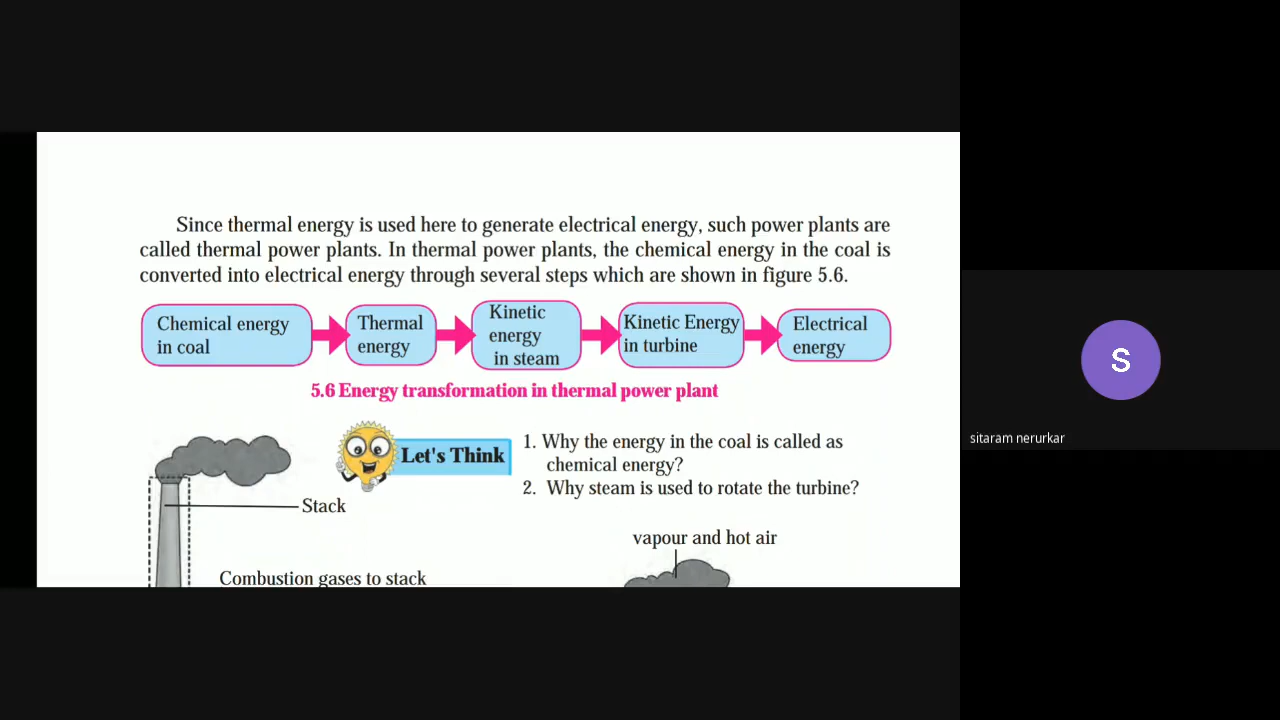 Since thermal energy is used here to generate electrical energy, such power plants are
called thermal power plants. In thermal power plants, the chemical energy in the coal is
converted into electrical energy through several steps which are shown in figure 5.6.
Chemical energy
in coal
Thermal
energy
Kinetic
energy
in steam
Kinetic Energy
in turbine
Electrical
energy
5.6 Energy transformation in thermal power plant
Let's Think
1. Why the energy in the coal is called as
chemical energy?
2. Why steam is used to rotate the turbine?
Stack
vapour and hot air
Combustion gases to stack
S
sitaram nerurkar